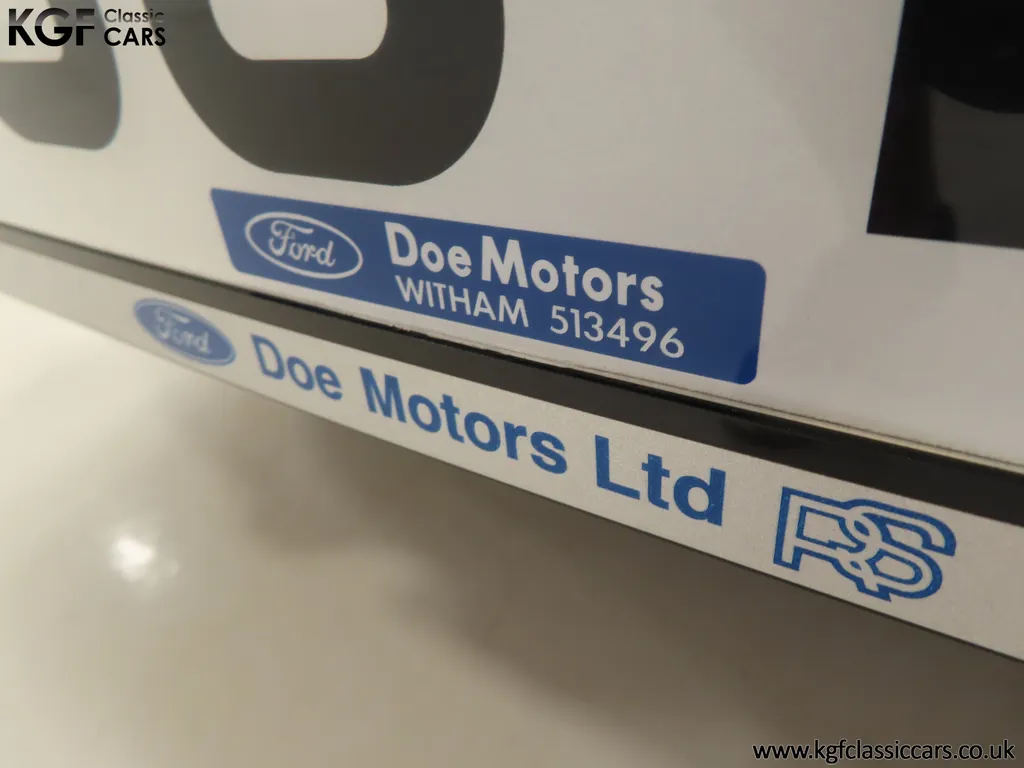 KGF Classic CARS
Ford Doe Motors
WITHAM 513496
Ford Doe Motors Ltd RS
www.kgfclassiccars.co.uk